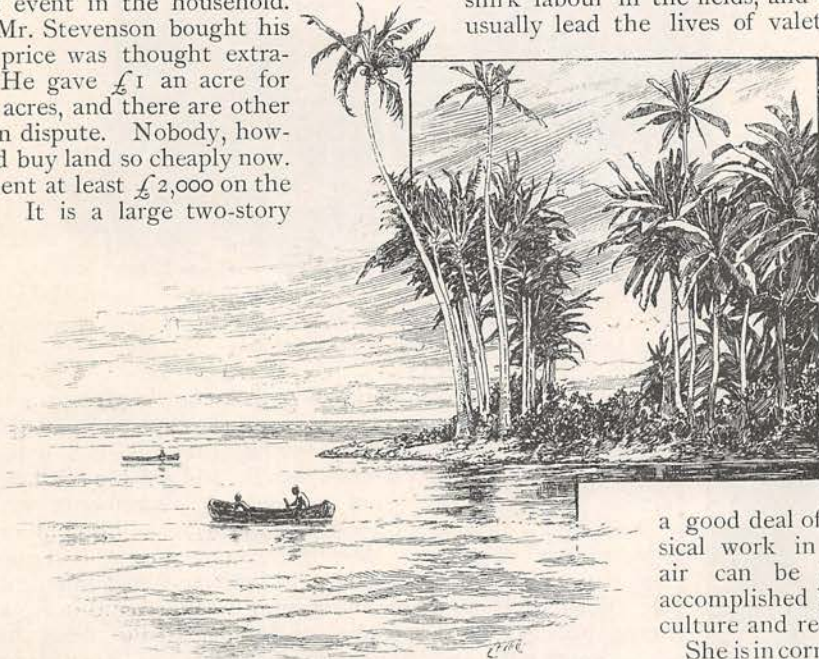 event in the household.
Mr. Stevenson bought his
price was thought extra-
He gave £1 an acre for
acres, and there are other
n dispute. Nobody, how-
d buy land so cheaply now.
ent at least £2,000 on the
It is a large two-story
shirk labour in the fields, and
usually lead the lives of valet
a good deal of
sical work in
air can be
accomplished
culture and re
She is in corr